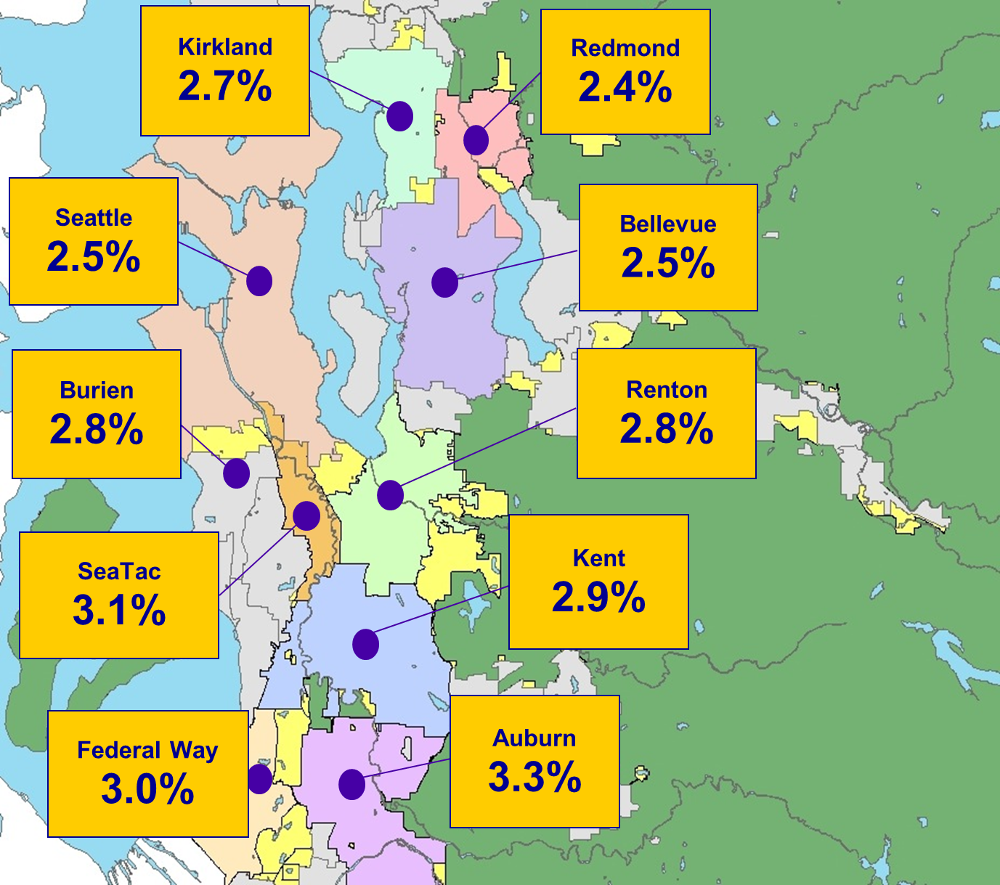 Kirkland
2.7%
Redmond
2.4%
Seattle
2.5%
Bellevue
2.5%
Burien
2.8%
Renton
2.8%
SeaTac
3.1%
Kent
2.9%
Federal Way
3.0%
Auburn
3.3%